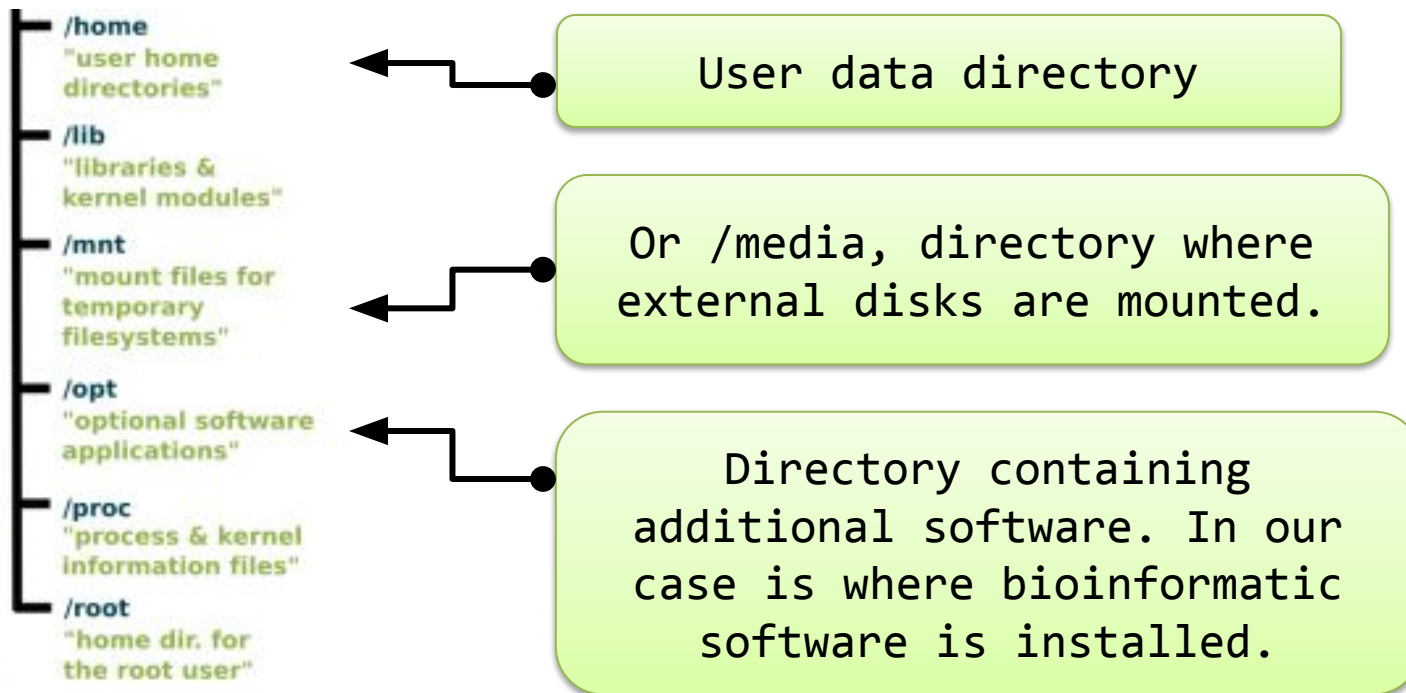 /home
"user home
directories"
/lib
"libraries &
kernel modules"
/mnt
"mount files for
temporary
filesystems"
/opt
"optional software
applications"
/proc
"process & kernel
information files"
/root
"home dir. for
the root user"
User data directory
Or /media, directory where
external disks are mounted.
Directory containing
additional software. In our
case is where bioinformatic
software is installed.